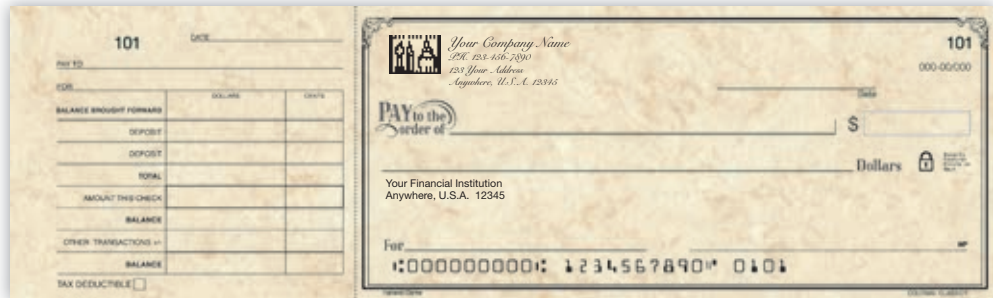 101
DATE
PAY TO
FOR
DOLLARS CENTS
BALANCE BROUGHT FORWARD
DEPOSIT
DEPOSIT
TOTAL
AMOUNT THIS CHECK
BALANCE
OTHER TRANSACTIONS +/-
BALANCE
TAX DEDUCTIBLE
Your Company Name
PH. 123-456-7890
123 Your Address
Anywhere, U.S.A. 12345
101
000-00/000
Date
PAY to the
order of
$
Dollars
Your Financial Institution
Anywhere, U.S.A. 12345
For
MP
⑆000000000⑆ 1234567890⑈ 0101